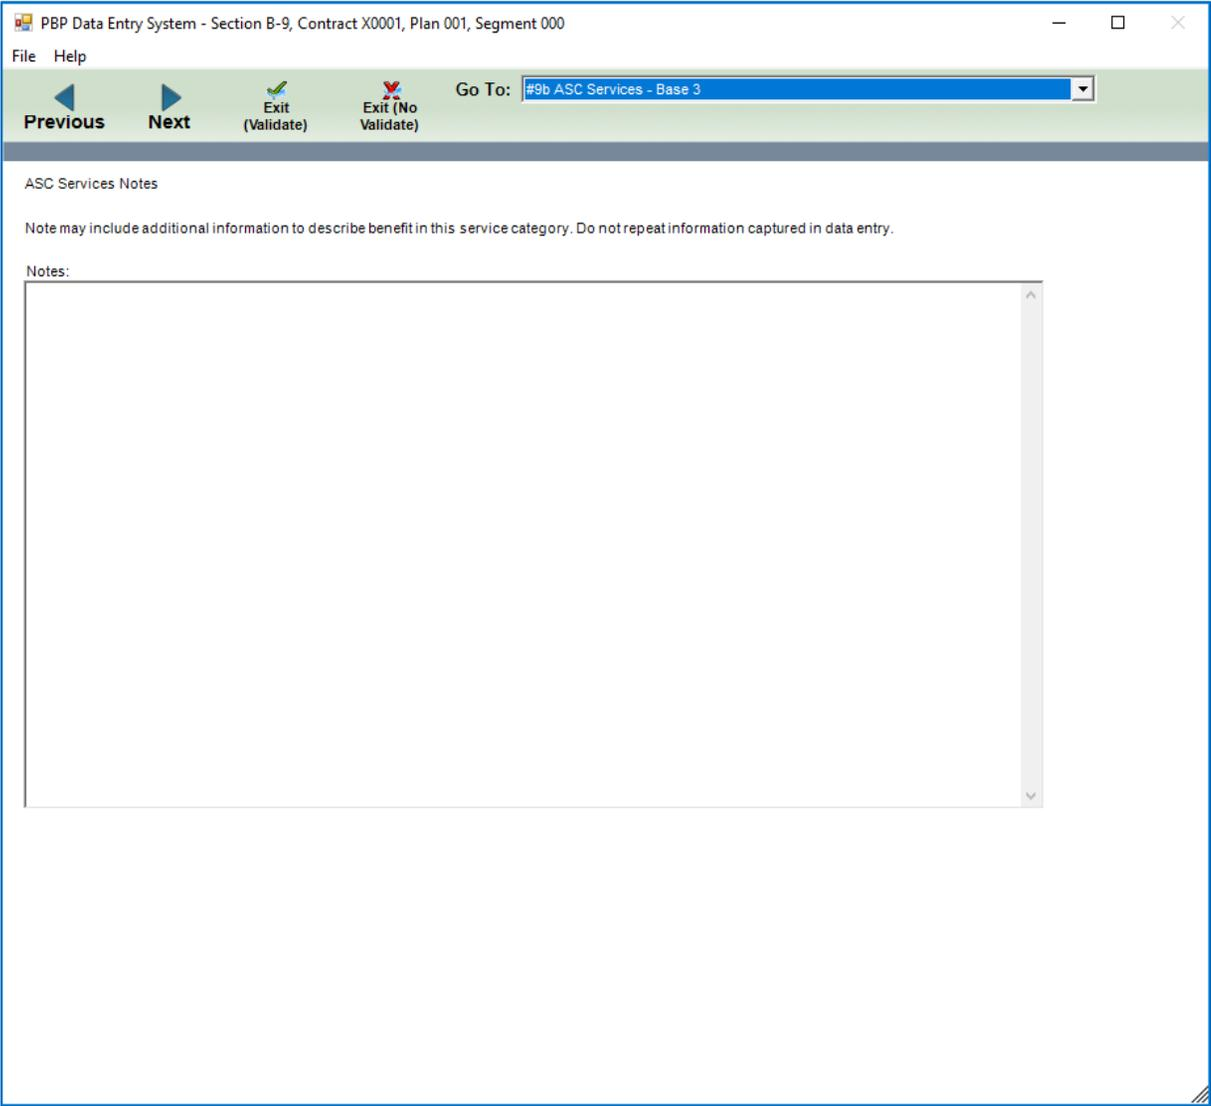 PBP Data Entry System - Section B-9, Contract X0001, Plan 001, Segment 000
File Help
Previous
Next
Exit
(Validate)
Exit (No
Validate)
Go To: #9b ASC Services - Base 3
ASC Services Notes
Note may include additional information to describe benefit in this service category. Do not repeat information captured in data entry.
Notes: